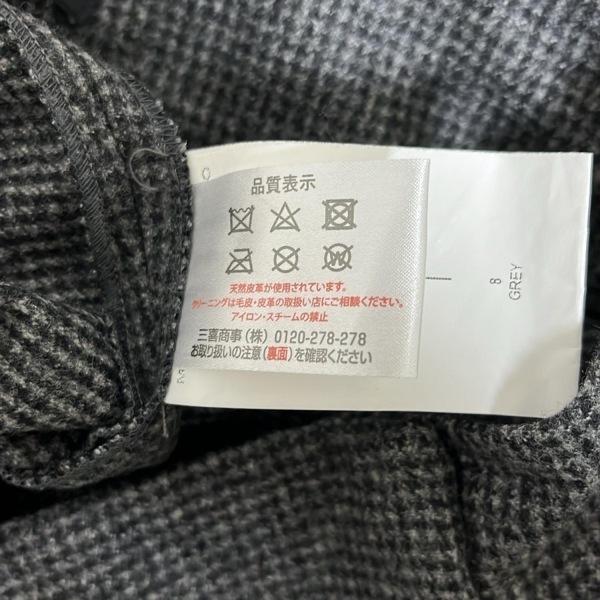 品質表示
天然皮革が使用されています。
クリーニングは毛皮・皮革の取扱い店にご相談ください。
アイロン・スチームの禁止
三喜商事（株）0120-278-278
お取り扱いの注意（裏面）を確認ください
8
GREY